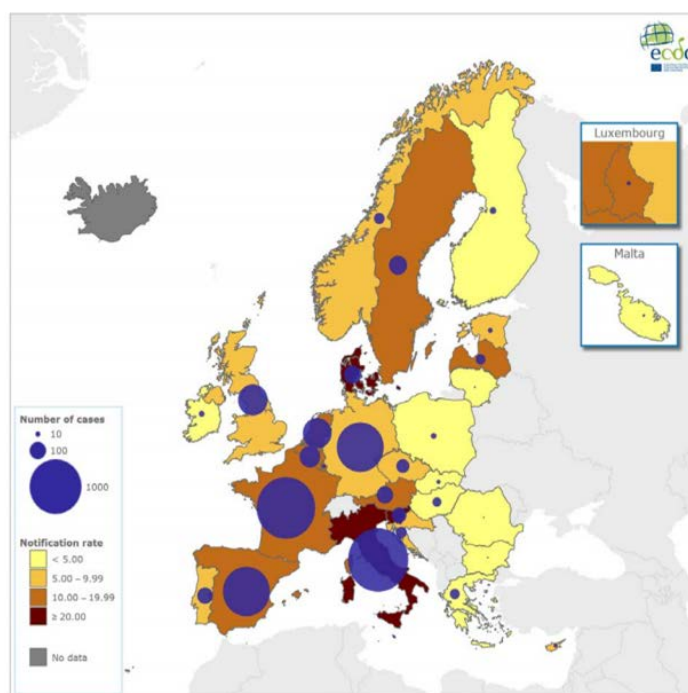 ecdc
Luxembourg
Malta
Number of cases
10
100
1000
Notification rate
< 5.00
5.00 – 9.99
10.00 – 19.99
≥ 20.00
No data